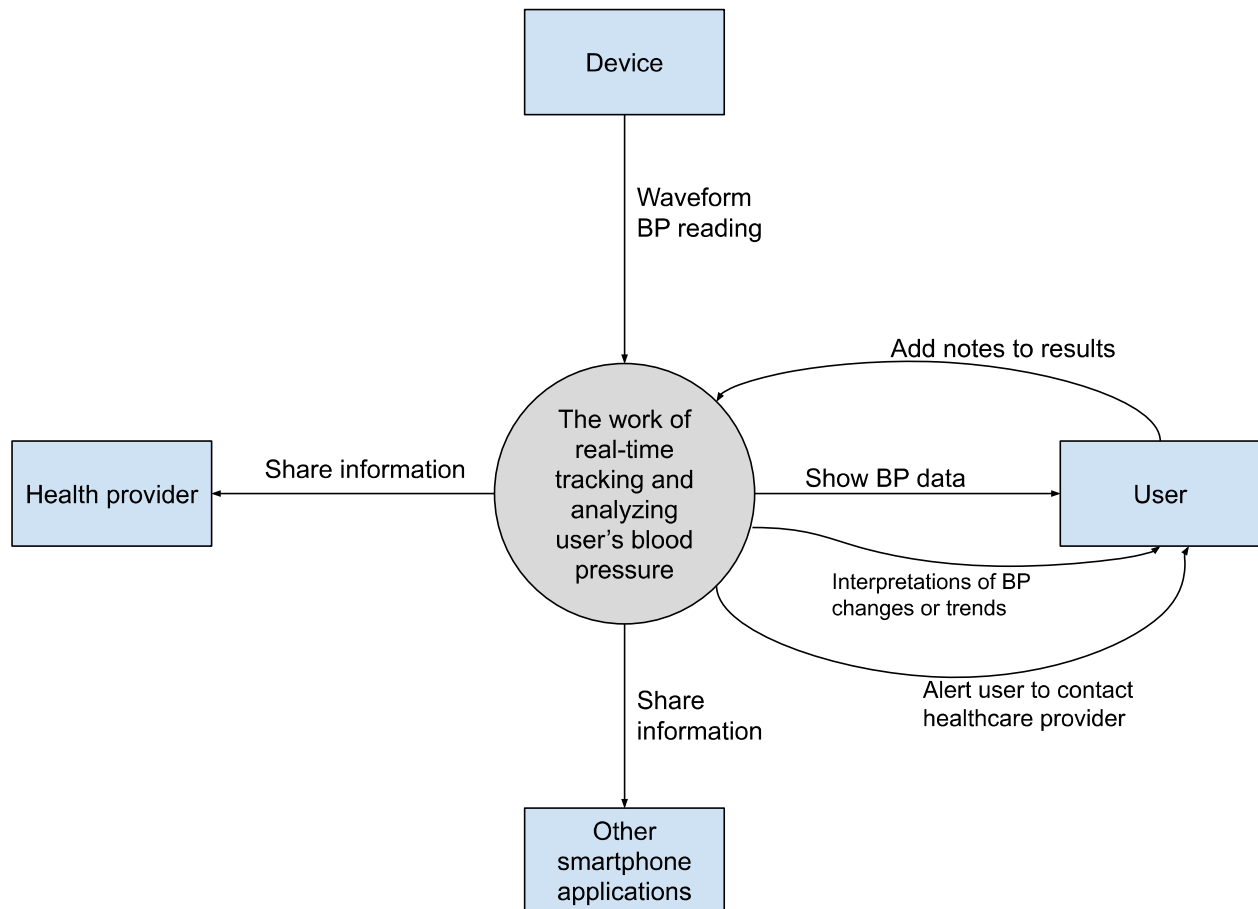 Device
Waveform
BP reading
Add notes to results
The work of
real-time
tracking and
analyzing
user’s blood
pressure
Share information
Health provider
Show BP data
User
Interpretations of BP
changes or trends
Alert user to contact
healthcare provider
Share
information
Other
smartphone
applications